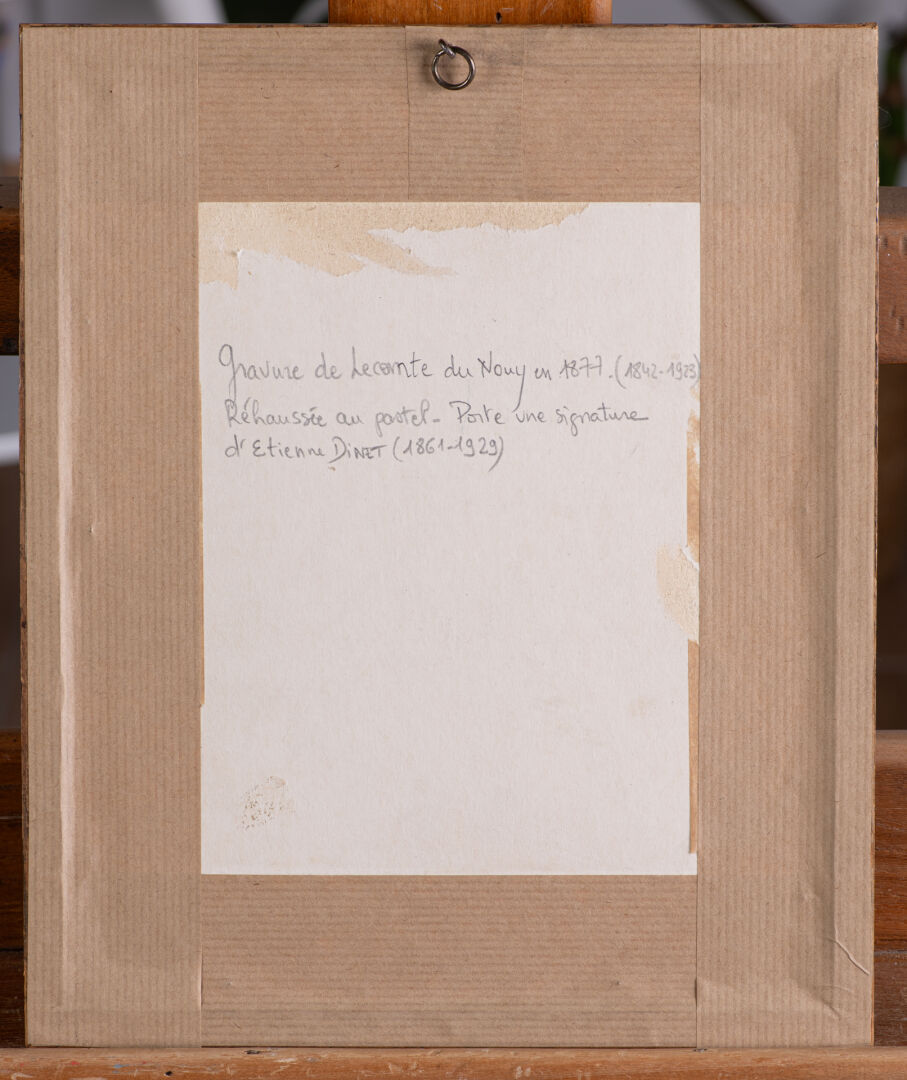 Gravure de Lecomte du Nouy en 1877. (1842-1923)
Réhaussée au pastel - Porte une signature
d'Etienne DINET (1861-1929)